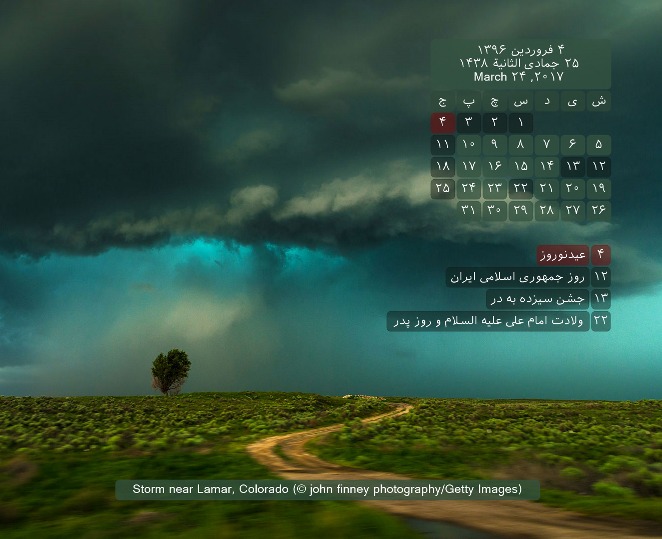 ۴ فروردین ۱۳۹۶
۲۵ جمادی الثانیة ۱۴۳۸
March ۲۴ ,۲۰۱۷
ش ی د س چ پ ج
۱ ۲ ۳ ۴
۵ ۶ ۷ ۸ ۹ ۱۰ ۱۱
۱۲ ۱۳ ۱۴ ۱۵ ۱۶ ۱۷ ۱۸
۱۹ ۲۰ ۲۱ ۲۲ ۲۳ ۲۴ ۲۵
۲۶ ۲۷ ۲۸ ۲۹ ۳۰ ۳۱
۴ عیدنوروز
۱۲ روز جمهوری اسلامی ایران
۱۳ جشن سیزده به در
۲۲ ولادت امام علی علیه السلام و روز پدر
Storm near Lamar, Colorado (© john finney photography/Getty Images)